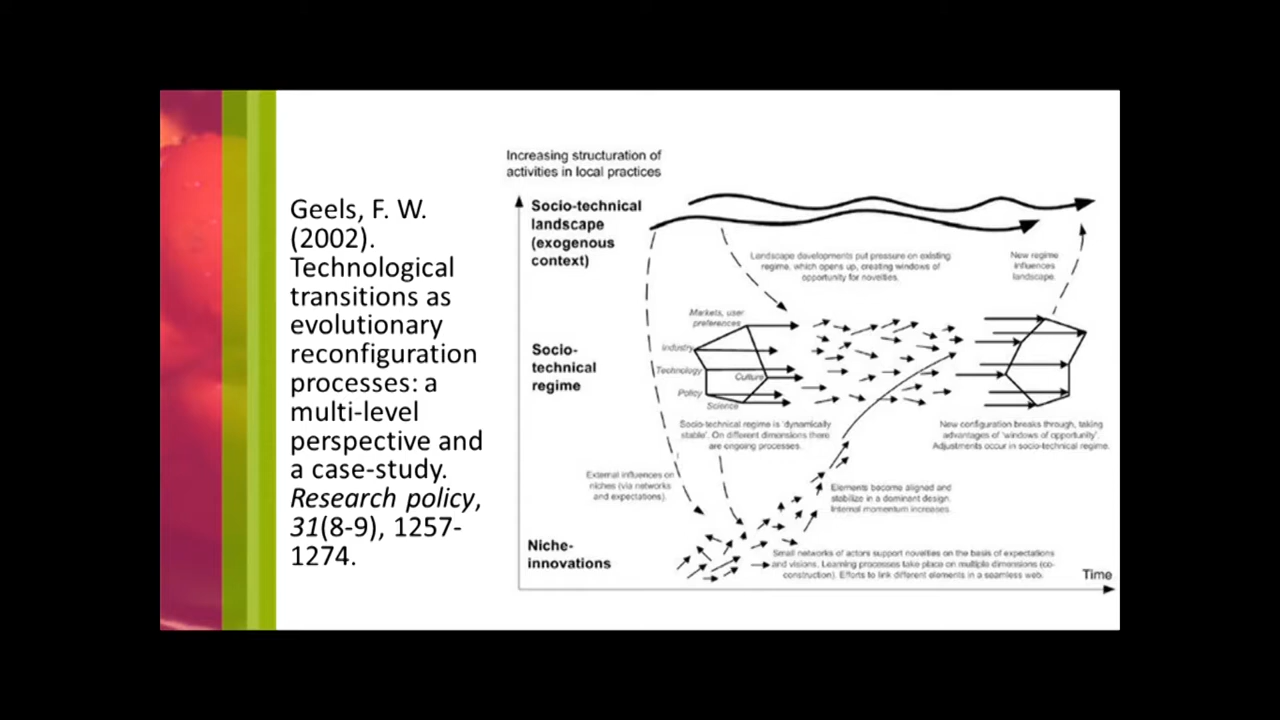 Geels, F. W.
(2002).
Technological
transitions as
evolutionary
reconfiguration
processes: a
multi-level
perspective and
a case-study.
Research policy,
31(8-9), 1257-
1274.
Increasing structuration of
activities in local practices
Socio-technical
landscape
(exogenous
context)
Landscape developments put pressure on existing
regime, which opens up, creating windows of
opportunity for novelties.
New regime
influences
landscape.
Markets, user
preferences
Industry
Technology
Culture
Policy
Science
Socio-
technical
regime
Socio-technical regime is 'dynamically
stable'. On different dimensions there
are ongoing processes.
New configuration breaks through, taking
advantages of 'windows of opportunity'.
Adjustments occur in socio-technical regime.
External influences on
niches (via networks
and expectations).
Elements become aligned and
stabilize in a dominant design.
Internal momentum increases.
Niche-
innovations
Small networks of actors support novelties on the basis of expectations
and visions. Learning processes take place on multiple dimensions (co-
construction). Efforts to link different elements in a seamless web.
Time